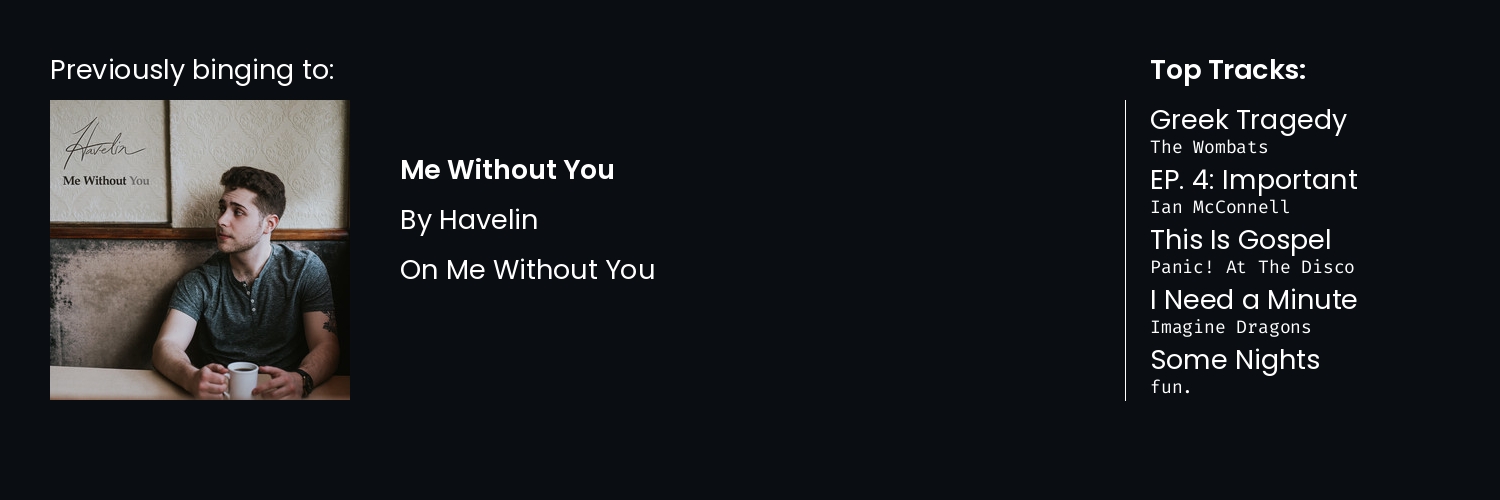 Previously binging to:
Havelin
Me Without You
Me Without You
By Havelin
On Me Without You
Top Tracks:
Greek Tragedy
The Wombats
EP. 4: Important
Ian McConnell
This Is Gospel
Panic! At The Disco
I Need a Minute
Imagine Dragons
Some Nights
fun.